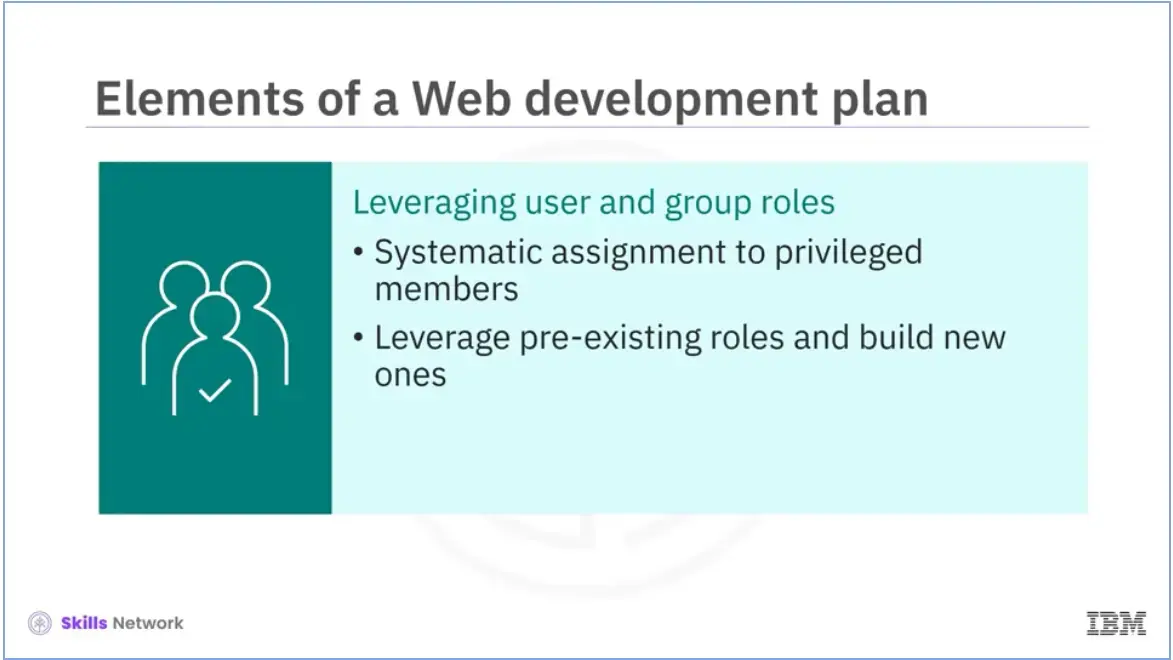 Elements of a Web development plan
Leveraging user and group roles
• Systematic assignment to privileged
members
• Leverage pre-existing roles and build new
ones
Skills Network
IBM